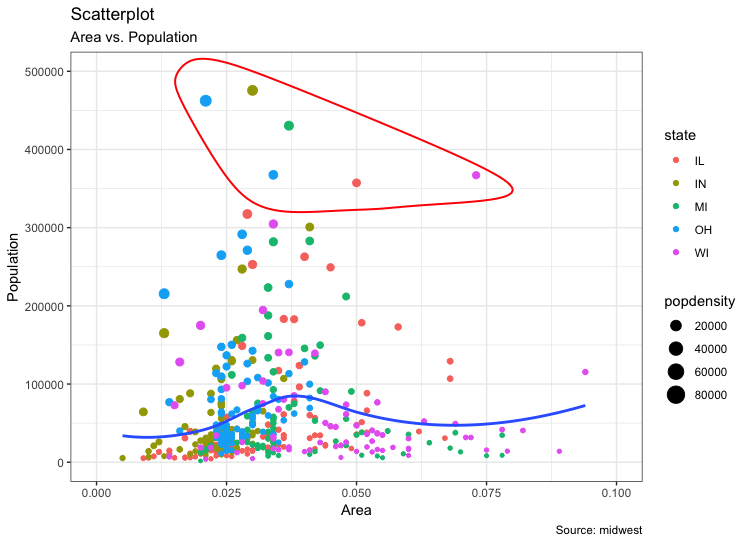 Scatterplot
Area vs. Population
500000
400000
300000
200000
100000
0
Population
0.000
0.025
0.050
0.075
0.100
Area
state
IL
IN
MI
OH
WI
popdensity
20000
40000
60000
80000
Source: midwest